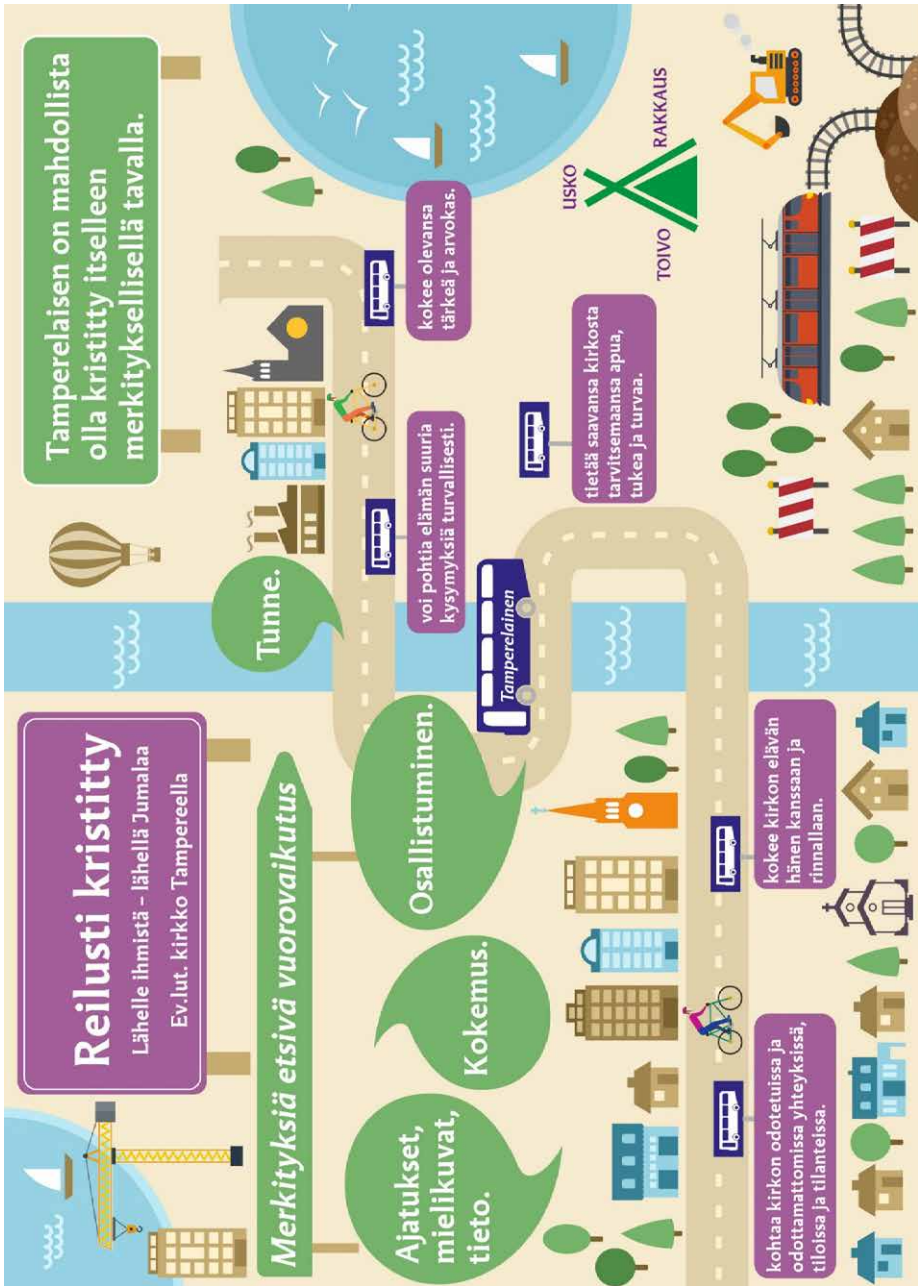 Reilusti kristitty
Lähelle ihmistä – lähellä Jumalaa
Ev.lut. kirkko Tampereella
Tamperelaisen on mahdollista
olla kristitty itselleen
merkityksellisellä tavalla.
Merkityksiä etsivä vuorovaikutus
Ajatukset,
mielikuvat,
tieto.
Kokemus.
Osallistuminen.
Tunne.
Tamperelainen
kohtaa kirkon odotetuissa ja
odottamattomissa yhteyksissä,
tiloissa ja tilanteissa.
kokee kirkon elävän
hänen kanssaan ja
rinnallaan.
tietää saavansa kirkosta
tarvitsemaansa apua,
tukea ja turvaa.
voi pohtia elämän suuria
kysymyksiä turvallisesti.
kokee olevansa
tärkeä ja arvokas.
USKO
TOIVO
RAKKAUS